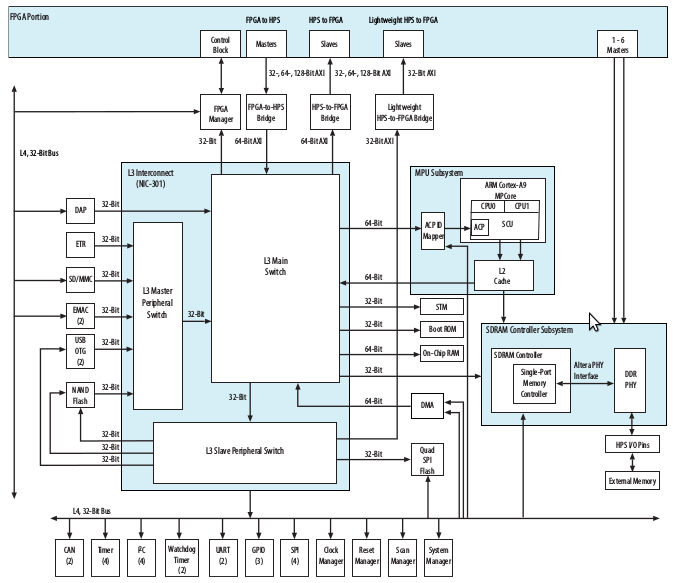 FPGA Portion
FPGA to HPS
HPS to FPGA
Lightweight HPS to FPGA
Control
Block
Masters
Slaves
Slaves
1 - 6
Masters
32-, 64-, 128-Bit AXI
32-, 64-, 128-Bit AXI
32-Bit AXI
FPGA
Manager
FPGA-to-HPS
Bridge
HPS-to-FPGA
Bridge
Lightweight
HPS-to-FPGA Bridge
32-Bit
64-Bit AXI
64-Bit AXI
32-Bit AXI
L4, 32-Bit Bus
L3 Interconnect
(NIC-301)
MPU Subsystem
ARM Cortex-A9
MPCore
CPU0
CPU1
ACP
SCU
ACP ID
Mapper
L2
Cache
DAP
32-Bit
ETR
32-Bit
SD/MMC
32-Bit
EMAC
(2)
32-Bit
USB
OTG
(2)
32-Bit
NAND
Flash
32-Bit
L3 Master
Peripheral
Switch
32-Bit
L3 Main
Switch
64-Bit
64-Bit
32-Bit
STM
32-Bit
Boot ROM
64-Bit
On-Chip RAM
32-Bit
64-Bit
DMA
SDRAM Controller Subsystem
SDRAM Controller
Single-Port
Memory
Controller
Altera PHY
Interface
DDR
PHY
HPS I/O Pins
External Memory
32-Bit
L3 Slave Peripheral Switch
32-Bit
32-Bit
32-Bit
32-Bit
Quad
SPI
Flash
L4, 32-Bit Bus
CAN
(2)
Timer
(4)
I²C
(4)
Watchdog
Timer
(2)
UART
(2)
GPIO
(3)
SPI
(4)
Clock
Manager
Reset
Manager
Scan
Manager
System
Manager